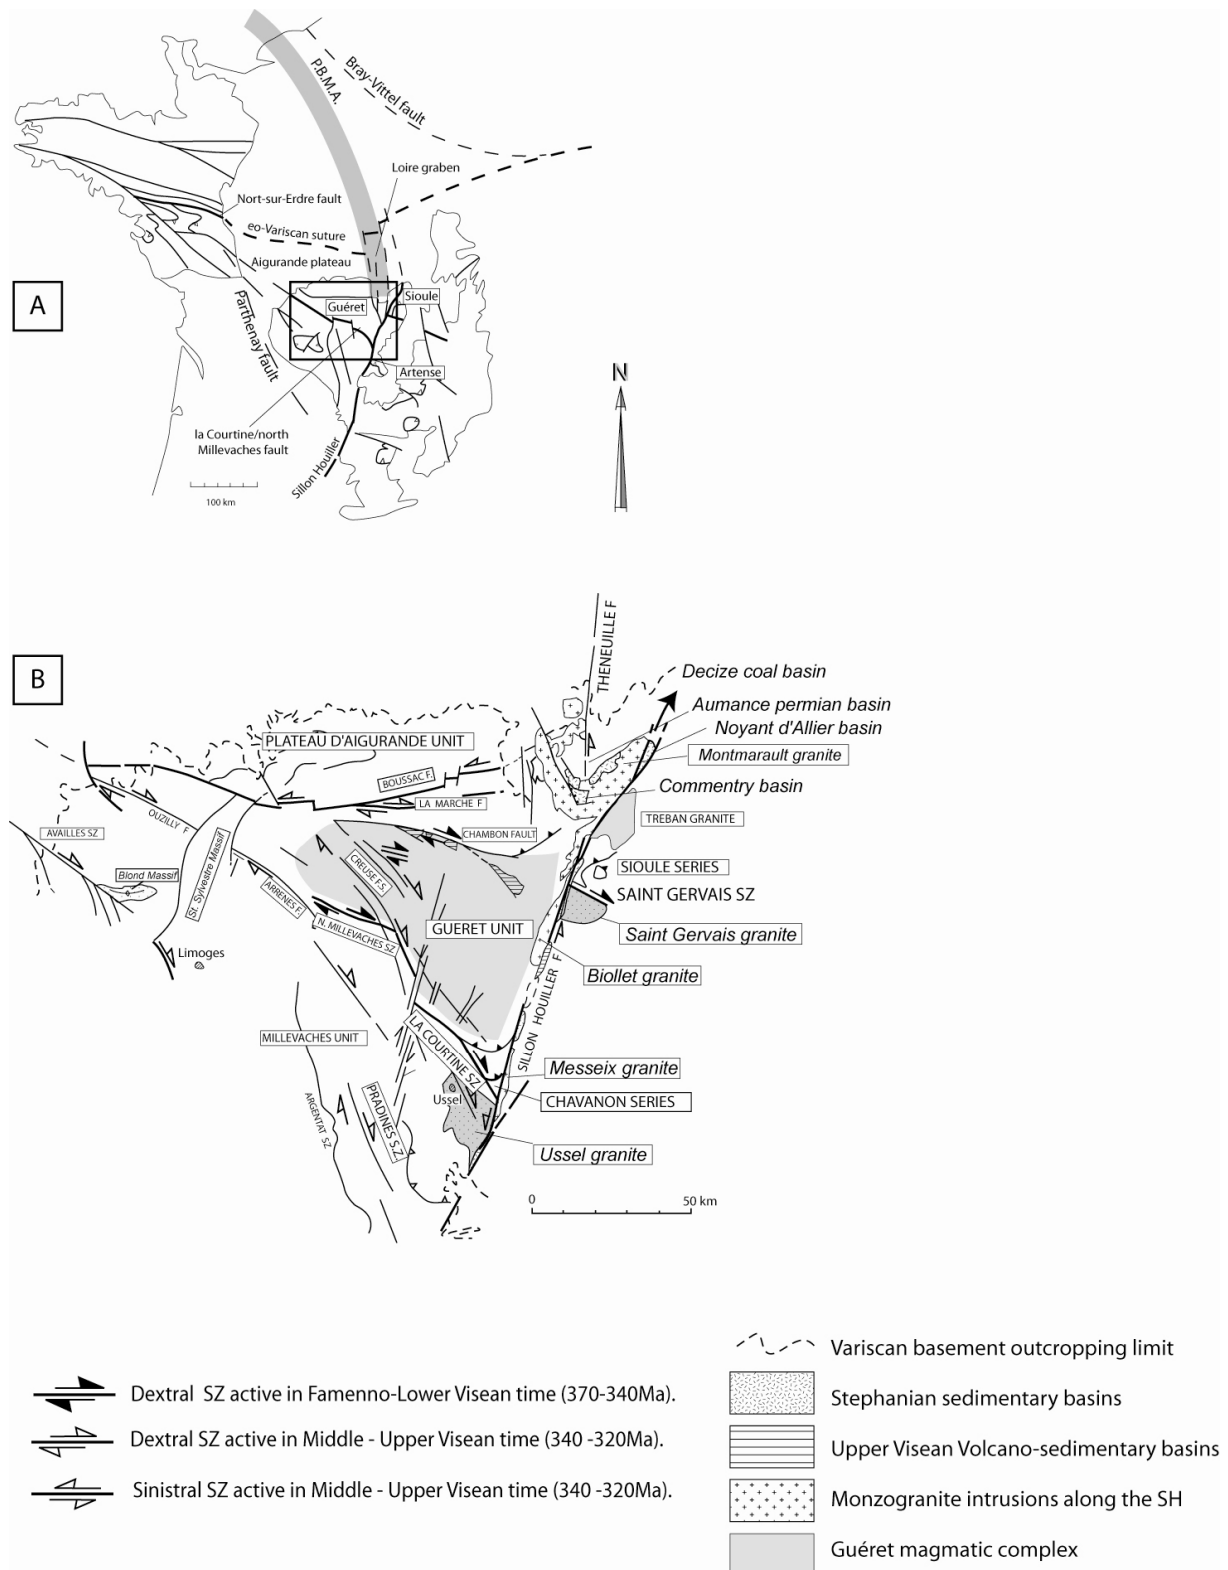 P.B.M.A.
Bray-Vittel fault
Loire graben
Nort-sur-Erdre fault
eo-Variscan suture
Aigurande plateau
A
Guéret
Sioule
Parthenay fault
Artense
N
la Courtine/north
Millevaches fault
Sillon Houiller
100 km
B
THENEUILLE F
Decize coal basin
Aumance permian basin
Noyant d'Allier basin
PLATEAU D'AIGURANDE UNIT
Montmarault granite
BOUSSAC F.
Commentry basin
LA MARCHE F
OUZILLY F
TREBAN GRANITE
AVAILLES SZ
CHAMBON FAULT
St. Sylvestre Massif
CREUSE F.S.
SIOULE SERIES
Blond Massif
ARRENES F.
SAINT GERVAIS SZ
N. MILLEVACHES SZ
GUERET UNIT
Saint Gervais granite
Limoges
Biollet granite
SILLON HOUILLER F
MILLEVACHES UNIT
LA COURTINE SZ
Messeix granite
Ussel
CHAVANON SERIES
ARGENTAT SZ
PRADINES S.Z.
Ussel granite
0
50 km
Variscan basement outcropping limit
Dextral SZ active in Famenno-Lower Visean time (370-340Ma).
Stephanian sedimentary basins
Dextral SZ active in Middle - Upper Visean time (340 -320Ma).
Upper Visean Volcano-sedimentary basins
Sinistral SZ active in Middle - Upper Visean time (340 -320Ma).
Monzogranite intrusions along the SH
Guéret magmatic complex